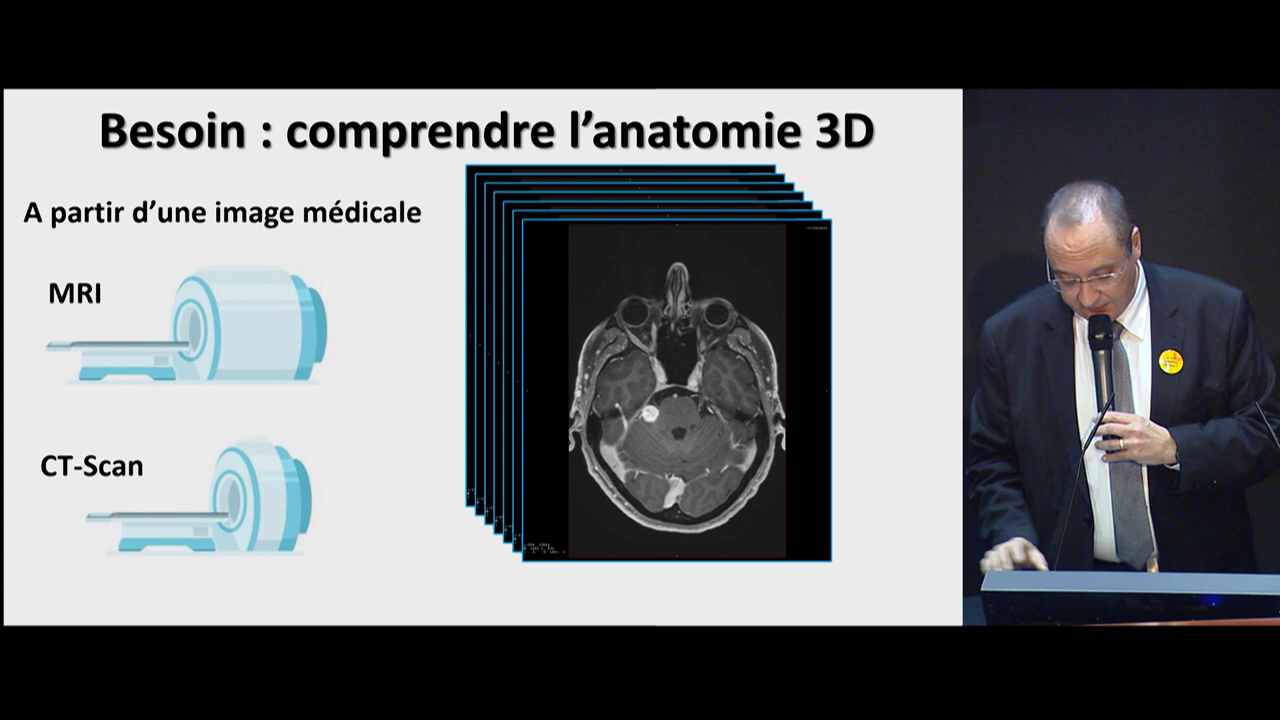 Besoin : comprendre l’anatomie 3D
A partir d’une image médicale
MRI
CT-Scan